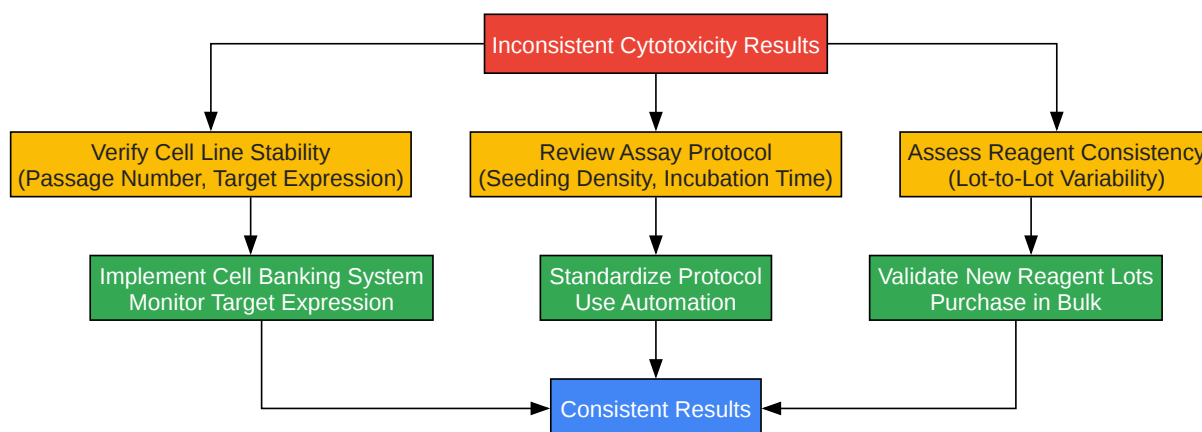 Inconsistent Cytotoxicity Results
Verify Cell Line Stability
(Passage Number, Target Expression)
Review Assay Protocol
(Seeding Density, Incubation Time)
Assess Reagent Consistency
(Lot-to-Lot Variability)
Implement Cell Banking System
Monitor Target Expression
Standardize Protocol
Use Automation
Validate New Reagent Lots
Purchase in Bulk
Consistent Results